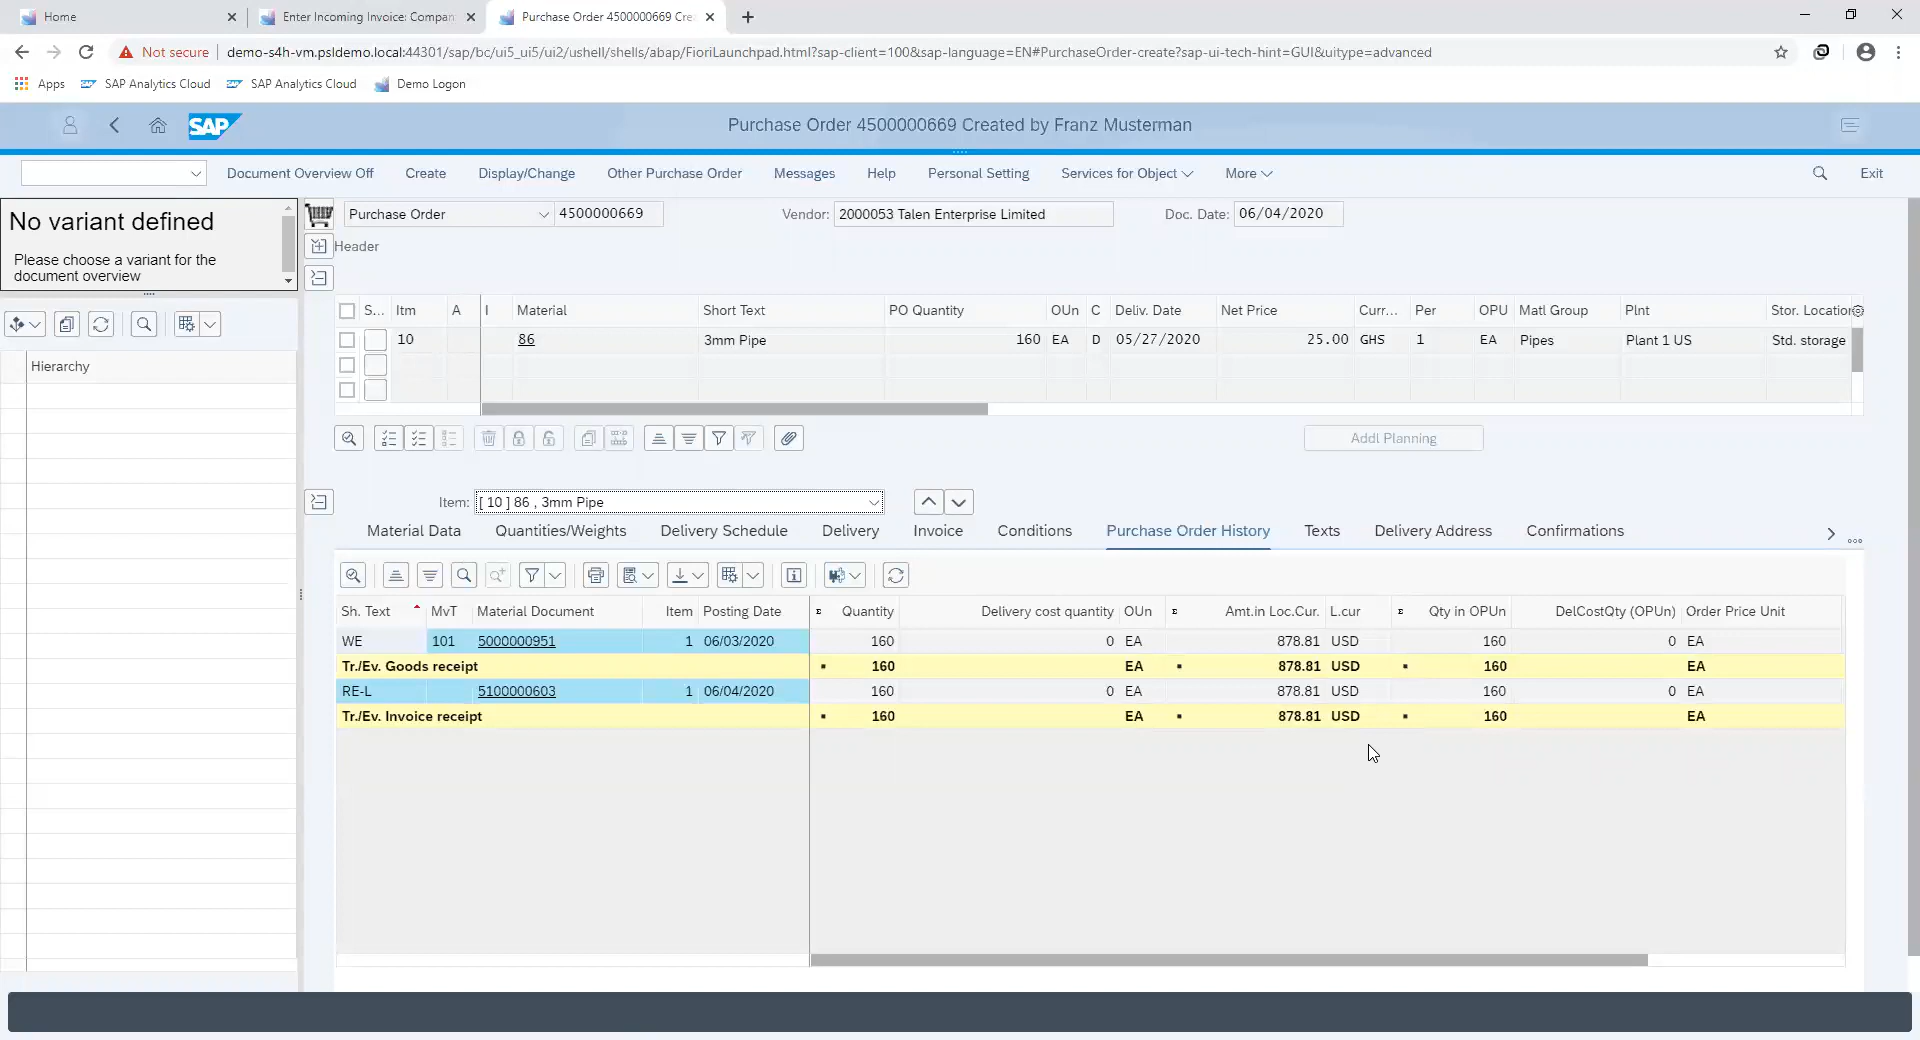 Home
Enter Incoming Invoice: Compan
Purchase Order 4500000669 Cre
Not secure
demo-s4h-vm.psldemo.local:44301/sap/bc/ui5_ui5/ui2/ushell/shells/abap/FioriLaunchpad.html?sap-client=100&sap-language=EN#PurchaseOrder-create?sap-ui-tech-hint=GUI&uitype=advanced
Apps SAP Analytics Cloud SAP Analytics Cloud Demo Logon
SAP Purchase Order 4500000669 Created by Franz Musterman
Document Overview Off Create Display/Change Other Purchase Order Messages Help Personal Setting Services for Object More Exit
No variant defined
Please choose a variant for the
document overview
Hierarchy
Purchase Order 4500000669 Vendor: 2000053 Talen Enterprise Limited Doc. Date: 06/04/2020
Header
S... Itm A I Material Short Text PO Quantity OUn C Deliv. Date Net Price Curr... Per OPU Matl Group Plnt Stor. Location
10 86 3mm Pipe 160 EA D 05/27/2020 25.00 GHS 1 EA Pipes Plant 1 US Std. storage
Addl Planning
Item: [ 10 ] 86 , 3mm Pipe
Material Data Quantities/Weights Delivery Schedule Delivery Invoice Conditions Purchase Order History Texts Delivery Address Confirmations
Sh. Text MvT Material Document Item Posting Date Σ Quantity Delivery cost quantity OUn Σ Amt.in Loc.Cur. L.cur Σ Qty in OPUn DelCostQty (OPUn) Order Price Unit
WE 101 5000000951 1 06/03/2020 160 0 EA 878.81 USD 160 0 EA
Tr./Ev. Goods receipt ▪ 160 EA ▪ 878.81 USD ▪ 160 EA
RE-L 5100000603 1 06/04/2020 160 0 EA 878.81 USD 160 0 EA
Tr./Ev. Invoice receipt ▪ 160 EA ▪ 878.81 USD ▪ 160 EA